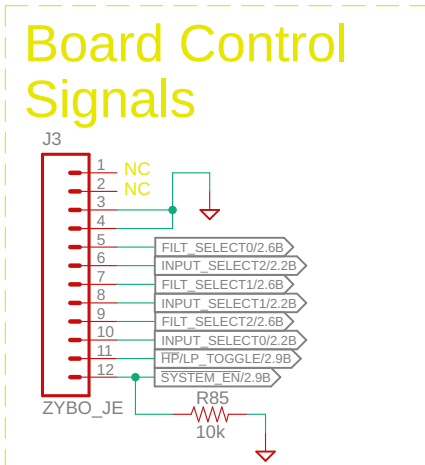 Board Control
Signals
J3
1 NC
2 NC
3
4
5 FILT_SELECT0/2.6B
6 INPUT_SELECT2/2.2B
7 FILT_SELECT1/2.6B
8 INPUT_SELECT1/2.2B
9 FILT_SELECT2/2.6B
10 INPUT_SELECT0/2.2B
11 H̅P̅/LP_TOGGLE/2.9B
12 S̅Y̅S̅T̅E̅M̅_̅E̅N̅/2.9B
ZYBO_JE
R85
10k